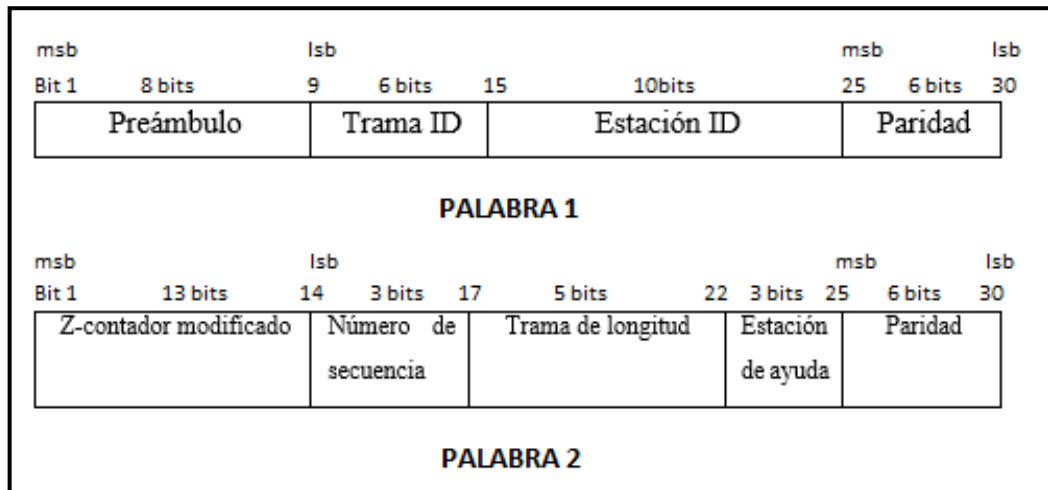 msb lsb msb lsb
Bit 1 8 bits 9 6 bits 15 10bits 25 6 bits 30
Preámbulo Trama ID Estación ID Paridad
PALABRA 1
msb lsb msb lsb
Bit 1 13 bits 14 3 bits 17 5 bits 22 3 bits 25 6 bits 30
Z-contador modificado Número de Trama de longitud Estación Paridad
secuencia de ayuda
PALABRA 2